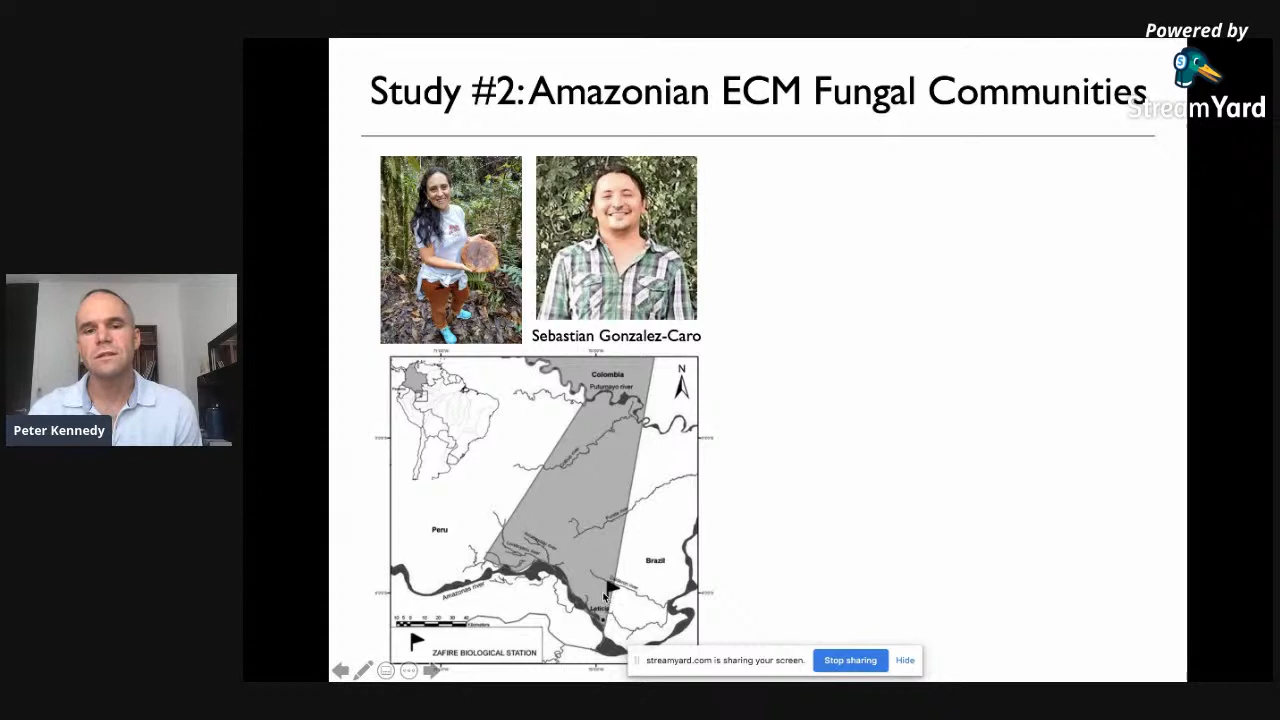 Powered by
StreamYard
Study #2: Amazonian ECM Fungal Communities
Sebastian Gonzalez-Caro
Peter Kennedy
N
Colombia
Putumayo river
Peru
Brazil
Amazonas river
Leticia
ZAFIRE BIOLOGICAL STATION
streamyard.com is sharing your screen.
Stop sharing
Hide